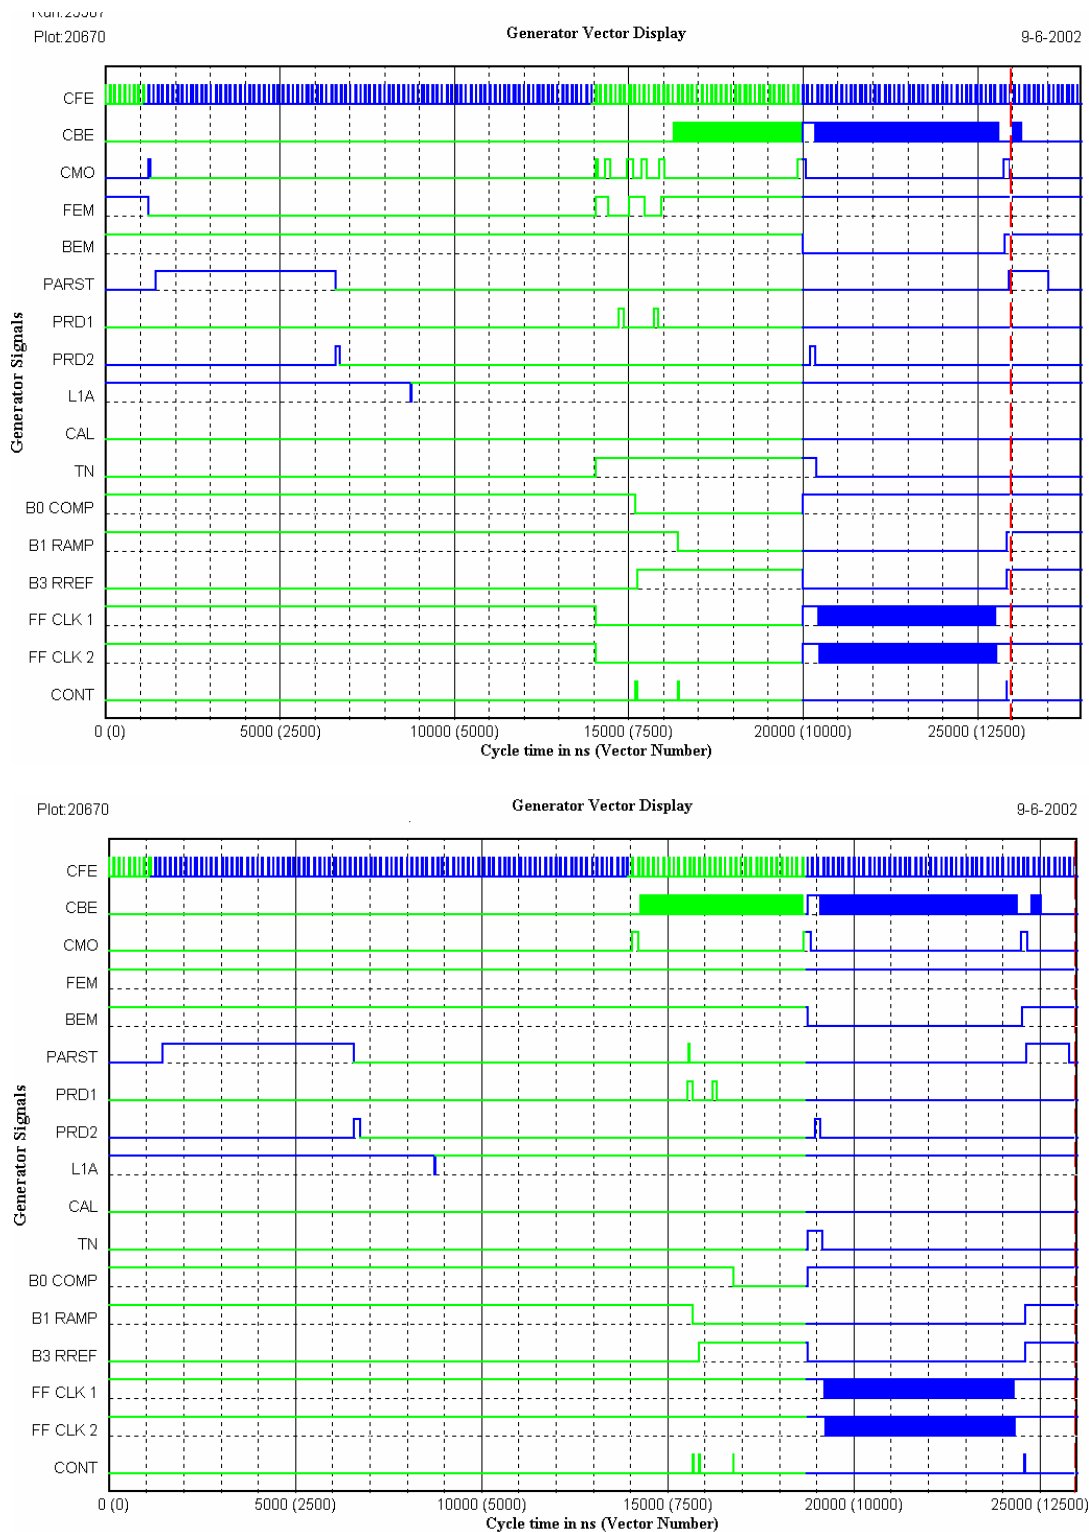 Plot:20670 Generator Vector Display 9-6-2002
CFE
CBE
CMO
FEM
BEM
PARST
PRD1
PRD2
L1A
CAL
TN
B0 COMP
B1 RAMP
B3 RREF
FF CLK 1
FF CLK 2
CONT
Generator Signals
0 (0) 5000 (2500) 10000 (5000) 15000 (7500) 20000 (10000) 25000 (12500)
Cycle time in ns (Vector Number)
Plot:20670 Generator Vector Display 9-6-2002
CFE
CBE
CMO
FEM
BEM
PARST
PRD1
PRD2
L1A
CAL
TN
B0 COMP
B1 RAMP
B3 RREF
FF CLK 1
FF CLK 2
CONT
Generator Signals
0 (0) 5000 (2500) 10000 (5000) 15000 (7500) 20000 (10000) 25000 (12500)
Cycle time in ns (Vector Number)